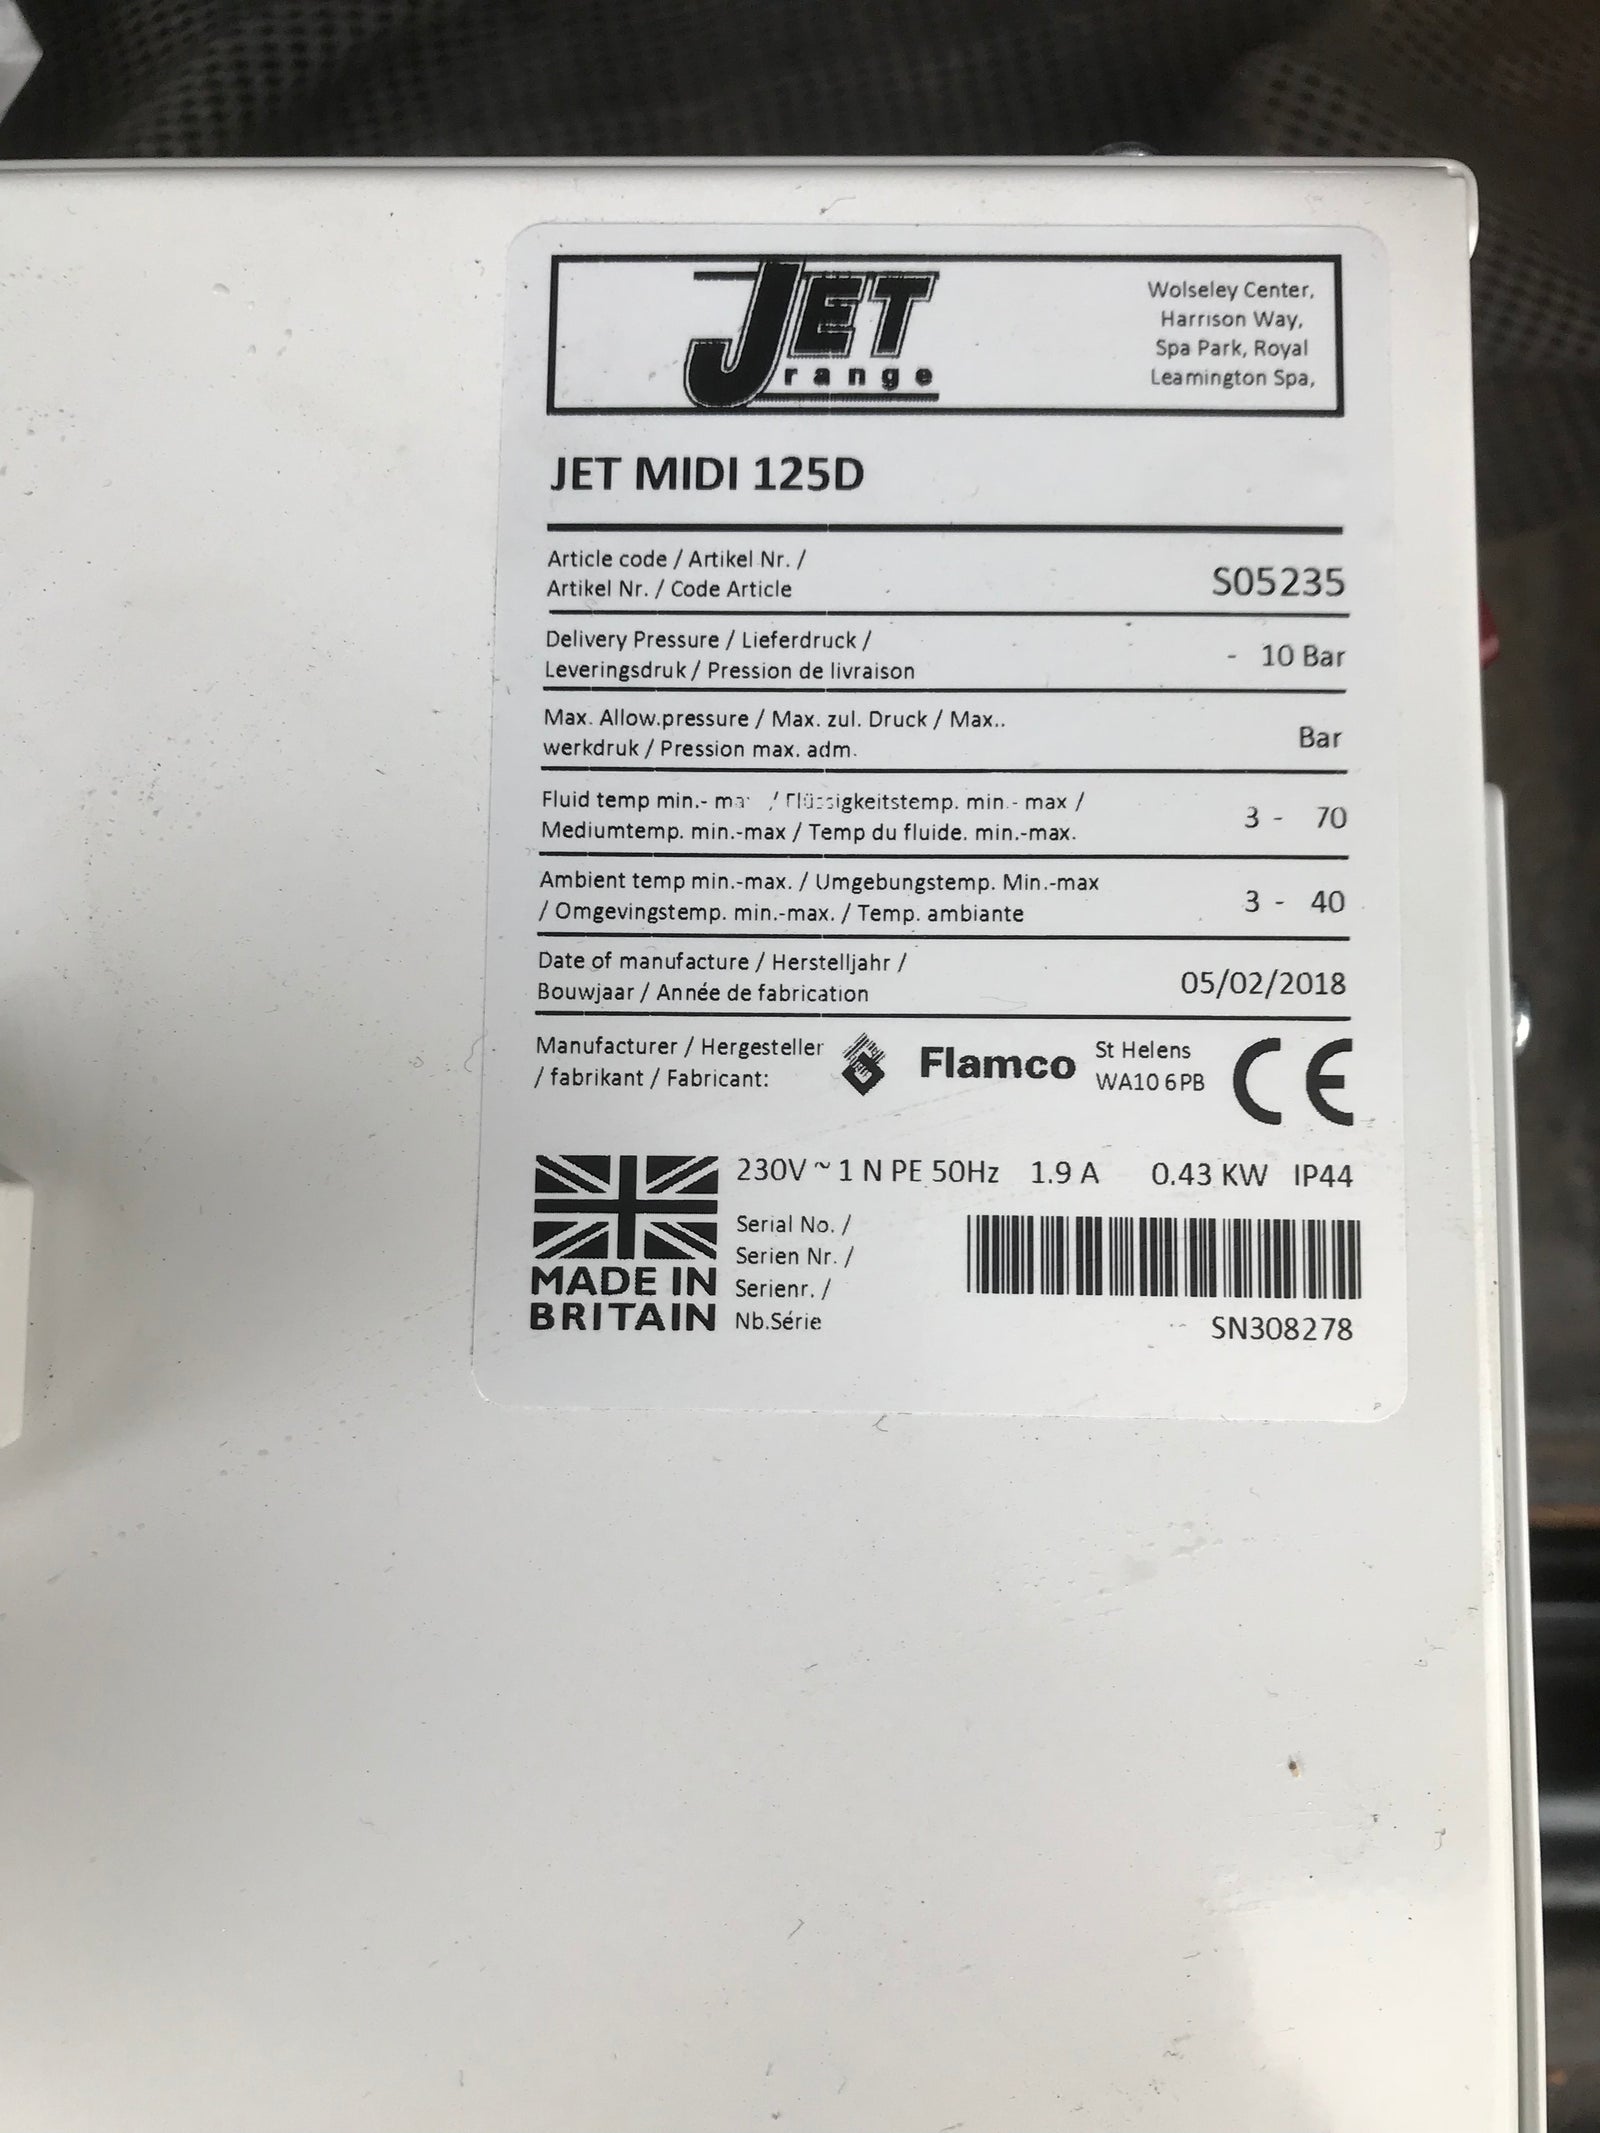 JET
range
Wolseley Center,
Harrison Way,
Spa Park, Royal
Leamington Spa,
JET MIDI 125D
Article code / Artikel Nr. /
Artikel Nr. / Code Article
S05235
Delivery Pressure / Lieferdruck /
Leveringsdruk / Pression de livraison
- 10 Bar
Max. Allow.pressure / Max. zul. Druck / Max..
werkdruk / Pression max. adm.
Bar
Fluid temp min.- / min.- max /
Mediumtemp. min.-max / Temp du fluide. min.-max.
3 - 70
Ambient temp min.-max. / Umgebungstemp. Min.-max
/ Omgevingstemp. min.-max. / Temp. ambiante
3 - 40
Date of manufacture / Herstelljahr /
Bouwjaar / Année de fabrication
05/02/2018
Manufacturer / Hergesteller
/ fabrikant / Fabricant:
Flamco
St Helens
WA10 6PB
CE
230V ~ 1 N PE 50Hz 1.9 A 0.43 KW IP44
MADE IN
BRITAIN
Serial No. /
Serien Nr. /
Serienr. /
Nb.Série
SN308278